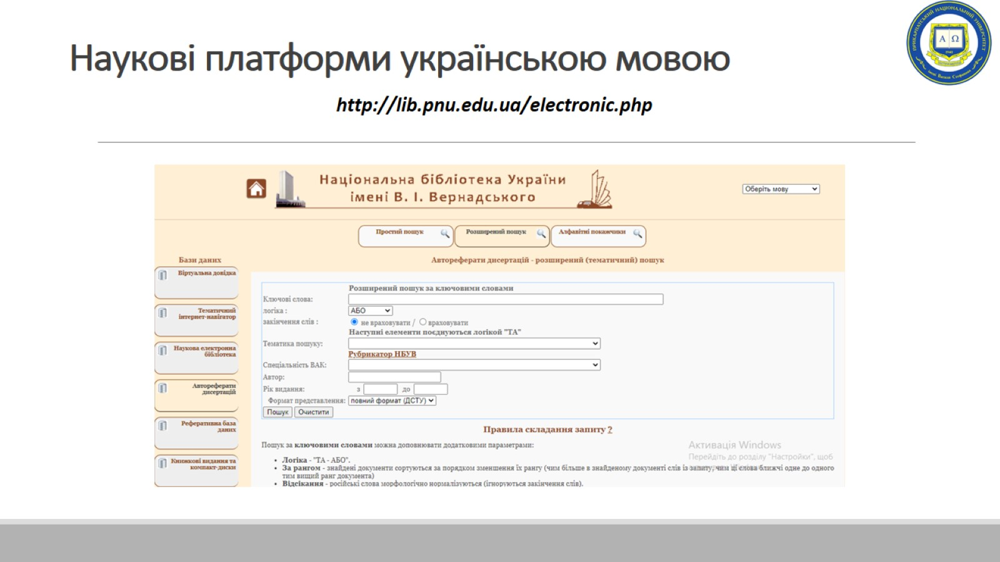 Наукові платформи українською мовою
ПРИКАРПАТСЬКИЙ НАЦІОНАЛЬНИЙ УНІВЕРСИТЕТ
Α Ω
1940
імені Василя Стефаника
http://lib.pnu.edu.ua/electronic.php
Національна бібліотека України
імені В. І. Вернадського
Оберіть мову
Простий пошук
Розширений пошук
Алфавітні покажчики
Бази даних
Автореферати дисертацій - розширений (тематичний) пошук
Віртуальна довідка
Тематичний
інтернет-навігатор
Наукова електронна
бібліотека
Автореферати
дисертацій
Реферативна база
даних
Книжкові видання та
компакт-диски
Розширений пошук за ключовими словами
Ключові слова:
логіка : АБО
закінчення слів : не враховувати / враховувати
Наступні елементи поєднуються логікой "ТА"
Тематика пошуку:
Рубрикатор НБУВ
Спеціальність ВАК:
Автор:
Рік видання: з до
Формат представлення: повний формат (ДСТУ)
Пошук Очистити
Правила складання запиту ?
Пошук за ключовими словами можна доповнювати додатковими параметрами:
• Логіка - "ТА - АБО".
• За рангом - знайдені документи сортуються за порядком зменшення їх рангу (чим більше в знайденому документі слів із запиту, чим ці слова ближчі одне до одного
тим вищий ранг документа)
• Відсікання - російські слова морфологічно нормалізуються (ігноруються закінчення слів).
Активація Windows
Перейдіть до розділу "Настройки", щоб